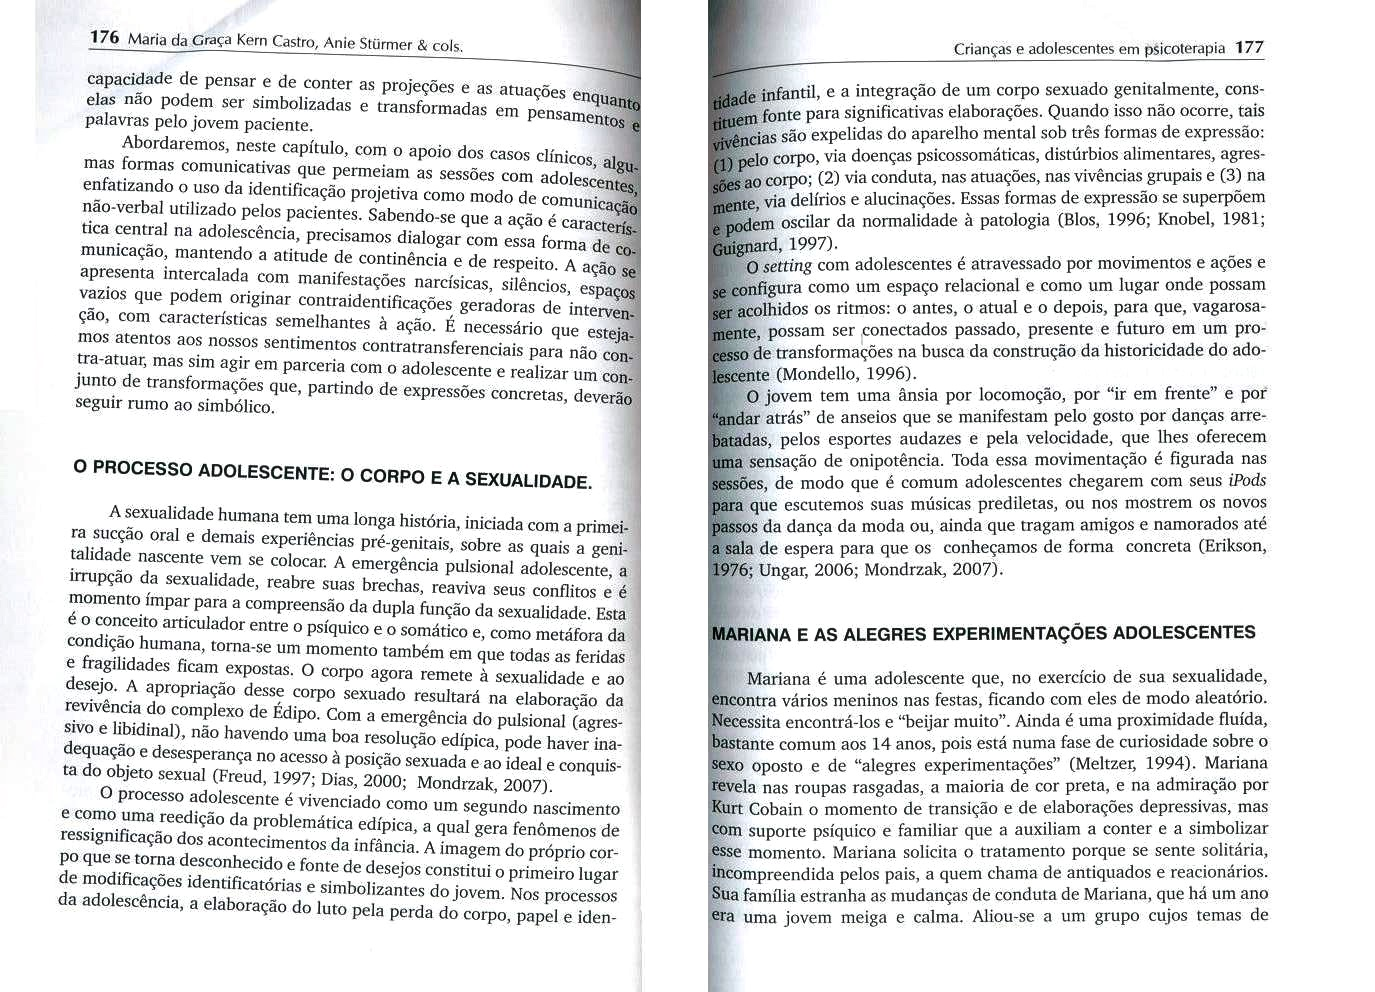 176 Maria da Graça Kern Castro, Anie Stürmer & cols.
capacidade de pensar e de conter as projeções e as atuações enquanto
elas não podem ser simbolizadas e transformadas em pensamentos e
palavras pelo jovem paciente.
Abordaremos, neste capítulo, com o apoio dos casos clínicos, algu-
mas formas comunicativas que permeiam as sessões com adolescentes,
enfatizando o uso da identificação projetiva como modo de comunicação
não-verbal utilizado pelos pacientes. Sabendo-se que a ação é caracterís-
tica central na adolescência, precisamos dialogar com essa forma de co-
municação, mantendo a atitude de continência e de respeito. A ação se
apresenta intercalada com manifestações narcísicas, silêncios, espaços
vazios que podem originar contraidentificações geradoras de interven-
ção, com características semelhantes à ação. É necessário que esteja-
mos atentos aos nossos sentimentos contratransferenciais para não con-
tra-atuar, mas sim agir em parceria com o adolescente e realizar um con-
junto de transformações que, partindo de expressões concretas, deverão
seguir rumo ao simbólico.
O PROCESSO ADOLESCENTE: O CORPO E A SEXUALIDADE.
A sexualidade humana tem uma longa história, iniciada com a primei-
ra sucção oral e demais experiências pré-genitais, sobre as quais a geni-
talidade nascente vem se colocar. A emergência pulsional adolescente, a
irrupção da sexualidade, reabre suas brechas, reaviva seus conflitos e é
momento ímpar para a compreensão da dupla função da sexualidade. Esta
é o conceito articulador entre o psíquico e o somático e, como metáfora da
condição humana, torna-se um momento também em que todas as feridas
e fragilidades ficam expostas. O corpo agora remete à sexualidade e ao
desejo. A apropriação desse corpo sexuado resultará na elaboração da
revivência do complexo de Édipo. Com a emergência do pulsional (agres-
sivo e libidinal), não havendo uma boa resolução edípica, pode haver ina-
dequação e desesperança no acesso à posição sexuada e ao ideal e conquis-
ta do objeto sexual (Freud, 1997; Dias, 2000; Mondrzak, 2007).
O processo adolescente é vivenciado como um segundo nascimento
e como uma reedição da problemática edípica, a qual gera fenômenos de
ressignificação dos acontecimentos da infância. A imagem do próprio cor-
po que se torna desconhecido e fonte de desejos constitui o primeiro lugar
de modificações identificatórias e simbolizantes do jovem. Nos processos
da adolescência, a elaboração do luto pela perda do corpo, papel e iden-
Crianças e adolescentes em psicoterapia 177
tidade infantil, e a integração de um corpo sexuado genitalmente, cons-
tituem fonte para significativas elaborações. Quando isso não ocorre, tais
vivências são expelidas do aparelho mental sob três formas de expressão:
(1) pelo corpo, via doenças psicossomáticas, distúrbios alimentares, agres-
sões ao corpo; (2) via conduta, nas atuações, nas vivências grupais e (3) na
mente, via delírios e alucinações. Essas formas de expressão se superpõem
e podem oscilar da normalidade à patologia (Blos, 1996; Knobel, 1981;
Guignard, 1997).
O setting com adolescentes é atravessado por movimentos e ações e
se configura como um espaço relacional e como um lugar onde possam
ser acolhidos os ritmos: o antes, o atual e o depois, para que, vagarosa-
mente, possam ser conectados passado, presente e futuro em um pro-
cesso de transformações na busca da construção da historicidade do ado-
lescente (Mondello, 1996).
O jovem tem uma ânsia por locomoção, por “ir em frente” e por
“andar atrás” de anseios que se manifestam pelo gosto por danças arre-
batadas, pelos esportes audazes e pela velocidade, que lhes oferecem
uma sensação de onipotência. Toda essa movimentação é figurada nas
sessões, de modo que é comum adolescentes chegarem com seus iPods
para que escutemos suas músicas prediletas, ou nos mostrem os novos
passos da dança da moda ou, ainda que tragam amigos e namorados até
a sala de espera para que os conheçamos de forma concreta (Erikson,
1976; Ungar, 2006; Mondrzak, 2007).
MARIANA E AS ALEGRES EXPERIMENTAÇÕES ADOLESCENTES
Mariana é uma adolescente que, no exercício de sua sexualidade,
encontra vários meninos nas festas, ficando com eles de modo aleatório.
Necessita encontrá-los e “beijar muito”. Ainda é uma proximidade fluída,
bastante comum aos 14 anos, pois está numa fase de curiosidade sobre o
sexo oposto e de “alegres experimentações” (Meltzer, 1994). Mariana
revela nas roupas rasgadas, a maioria de cor preta, e na admiração por
Kurt Cobain o momento de transição e de elaborações depressivas, mas
com suporte psíquico e familiar que a auxiliam a conter e a simbolizar
esse momento. Mariana solicita o tratamento porque se sente solitária,
incompreendida pelos pais, a quem chama de antiquados e reacionários.
Sua família estranha as mudanças de conduta de Mariana, que há um ano
era uma jovem meiga e calma. Aliou-se a um grupo cujos temas de